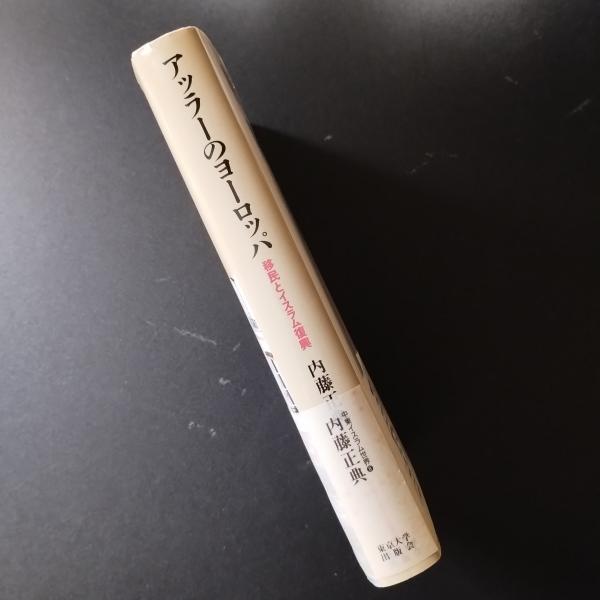 アッラーのヨーロッパ
移民とイスラム復興
内藤正
中東イスラム世界 8
内藤正典
東京大学
出版会